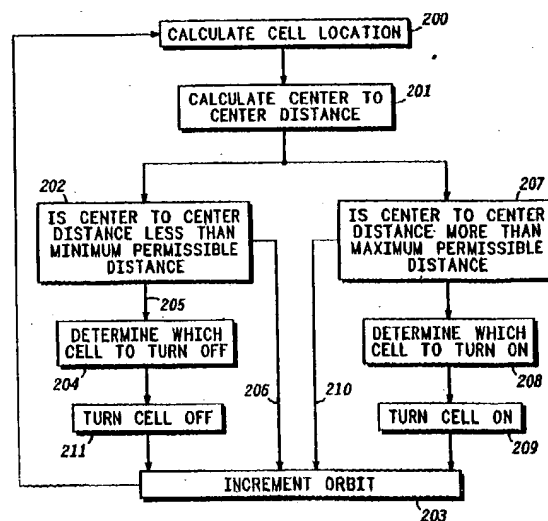 200
CALCULATE CELL LOCATION
201
CALCULATE CENTER TO
CENTER DISTANCE
202
IS CENTER TO CENTER
DISTANCE LESS THAN
MINIMUM PERMISSIBLE
DISTANCE
207
IS CENTER TO CENTER
DISTANCE MORE THAN
MAXIMUM PERMISSIBLE
DISTANCE
205
DETERMINE WHICH
CELL TO TURN OFF
204
206
210
DETERMINE WHICH
CELL TO TURN ON
208
TURN CELL OFF
211
TURN CELL ON
209
INCREMENT ORBIT
203